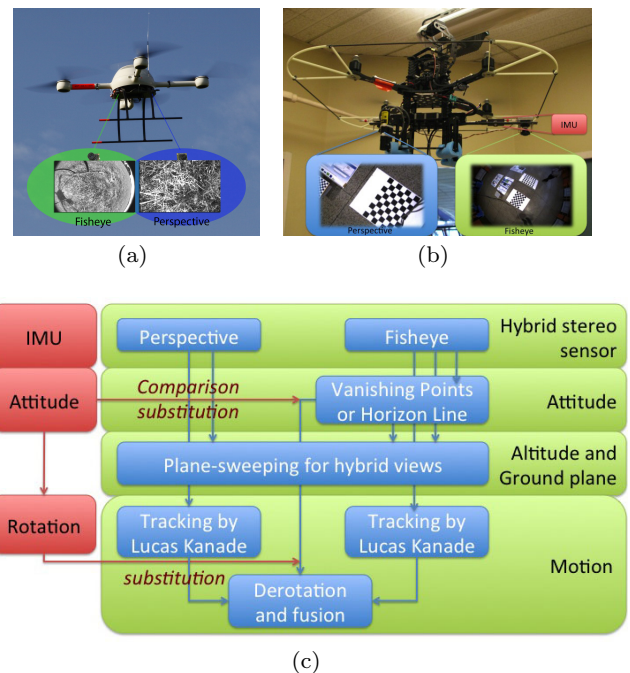 Fisheye
Perspective
IMU
Perspective
Fisheye
(a)
(b)
IMU
Perspective
Fisheye
Hybrid stereo
sensor
Attitude
Comparison
substitution
Vanishing Points
or Horizon Line
Attitude
Plane-sweeping for hybrid views
Altitude and
Ground plane
Rotation
Tracking by
Lucas Kanade
Tracking by
Lucas Kanade
substitution
Derotation
and fusion
Motion
(c)